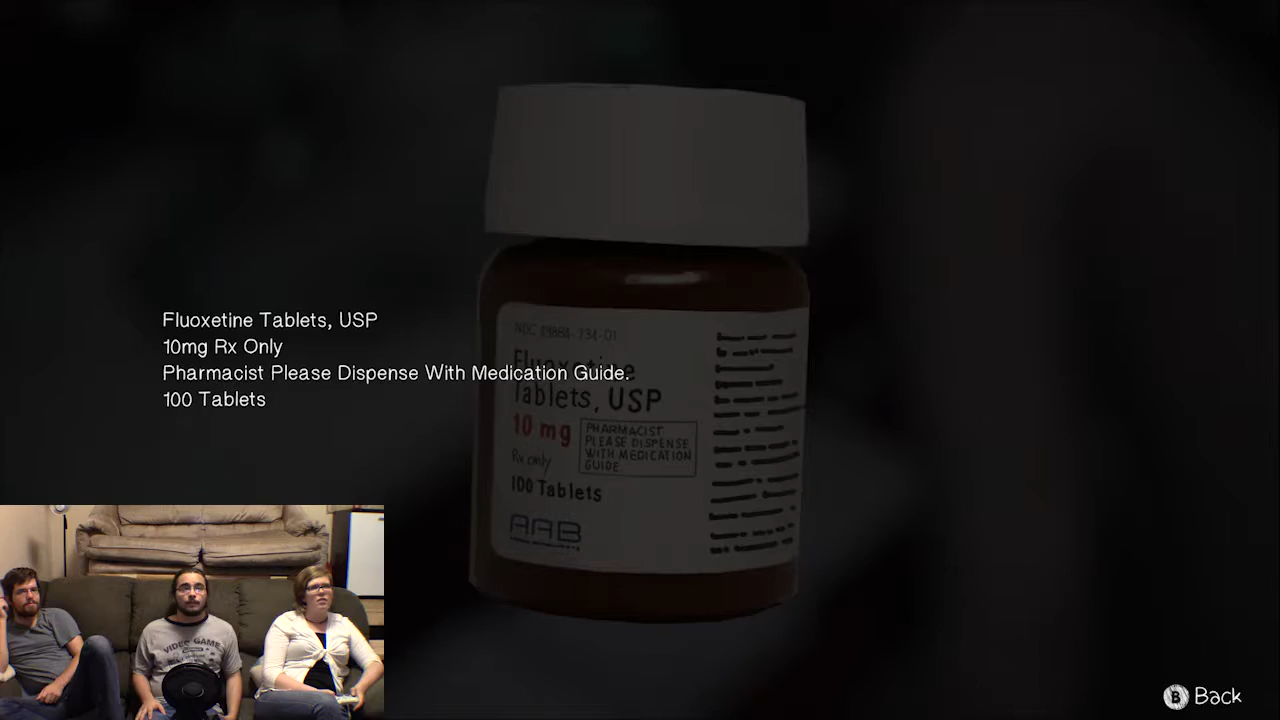 Fluoxetine Tablets, USP
10mg Rx Only
Pharmacist Please Dispense With Medication Guide.
100 Tablets
Fluoxetine
Tablets, USP
10 mg
PHARMACIST
PLEASE DISPENSE
WITH MEDICATION
GUIDE
Rx only
100 Tablets
AAB
VIDEO GAME
Back